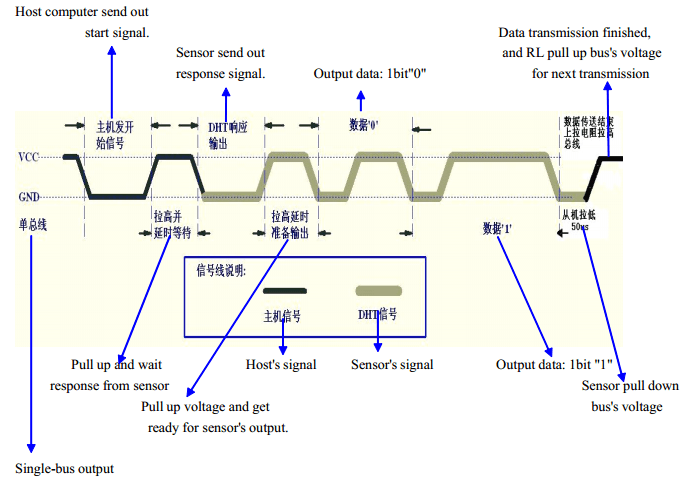 Host computer send out
start signal.
Sensor send out
response signal.
Output data: 1bit"0"
Data transmission finished,
and RL pull up bus's voltage
for next transmission
主机发开
始信号
DHT响应
输出
数据'0'
数据传送结束
上拉电阻拉高
总线
VCC
GND
单总线
拉高并
延时等待
拉高延时
准备输出
数据'1'
从机拉低
50us
信号线说明:
主机信号
DHT信号
Pull up and wait
response from sensor
Host's signal
Sensor's signal
Output data: 1bit "1"
Sensor pull down
bus's voltage
Pull up voltage and get
ready for sensor's output.
Single-bus output